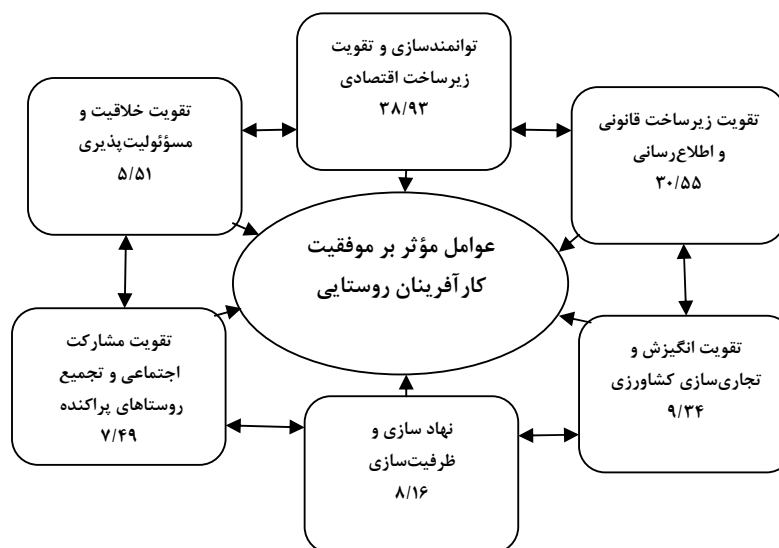 توانمندسازی و تقویت
زیرساخت اقتصادی
۳۸/۹۳
تقویت زیرساخت قانونی
و اطلاع‌رسانی
۳۰/۵۵
تقویت خلاقیت و
مسؤئولیت‌پذیری
۵/۵۱
عوامل مؤثر بر موفقیت
کارآفرینان روستایی
تقویت انگیزش و
تجاری‌سازی کشاورزی
۹/۳۴
تقویت مشارکت
اجتماعی و تجمیع
روستاهای پراکنده
۷/۴۹
نهاد سازی و
ظرفیت‌سازی
۸/۱۶